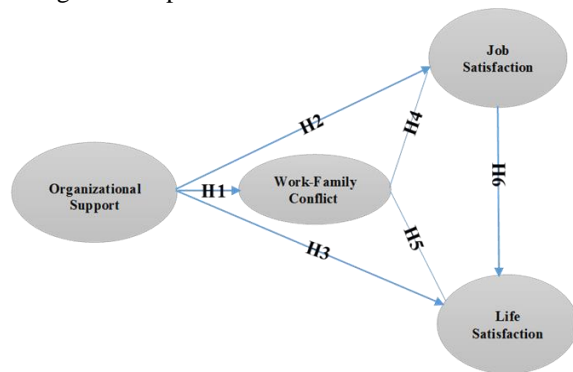 Job
Satisfaction
H2
H4
Organizational
Support
H1
Work-Family
Conflict
H6
H3
H5
Life
Satisfaction